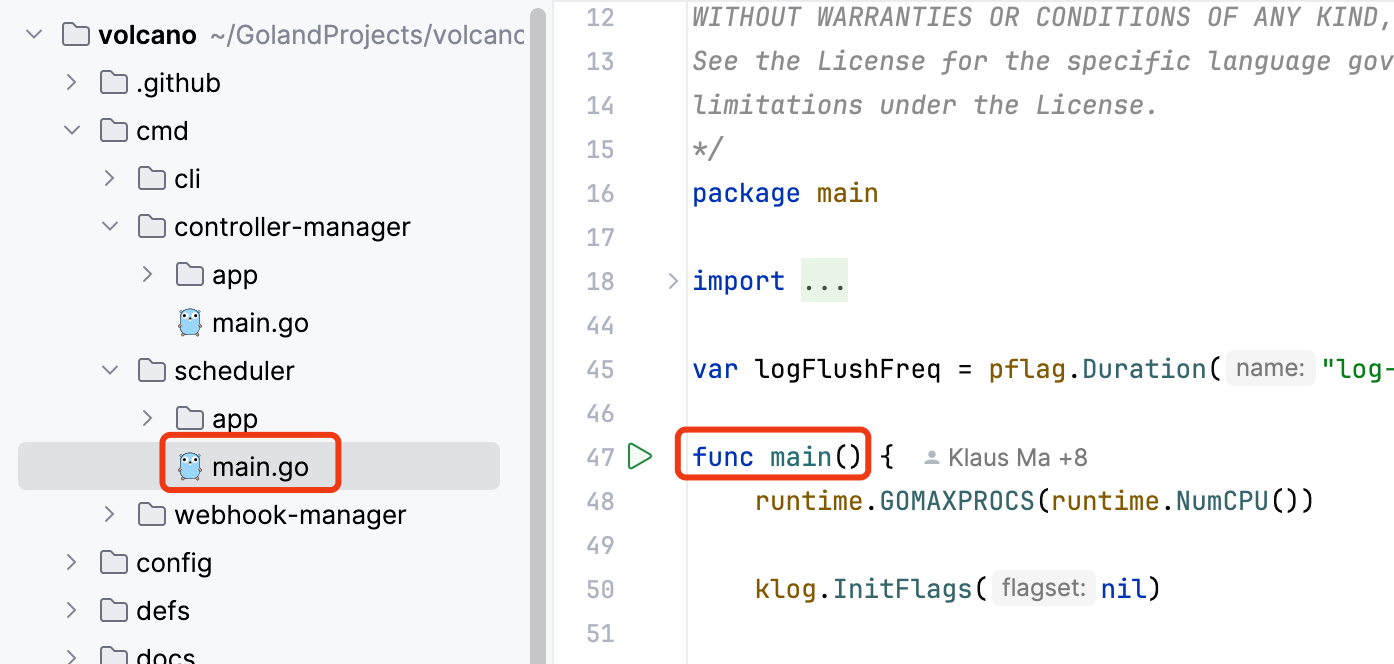 volcano ~/GolandProjects/volcano
.github
cmd
cli
controller-manager
app
main.go
scheduler
app
main.go
webhook-manager
config
defs
docs
12 WITHOUT WARRANTIES OR CONDITIONS OF ANY KIND,
13 See the License for the specific language gov
14 limitations under the License.
15 */
16 package main
17
18 import ...
44
45 var logFlushFreq = pflag.Duration( name: "log-
46
47 func main() { Klaus Ma +8
48 runtime.GOMAXPROCS(runtime.NumCPU())
49
50 klog.InitFlags( flagset: nil)
51